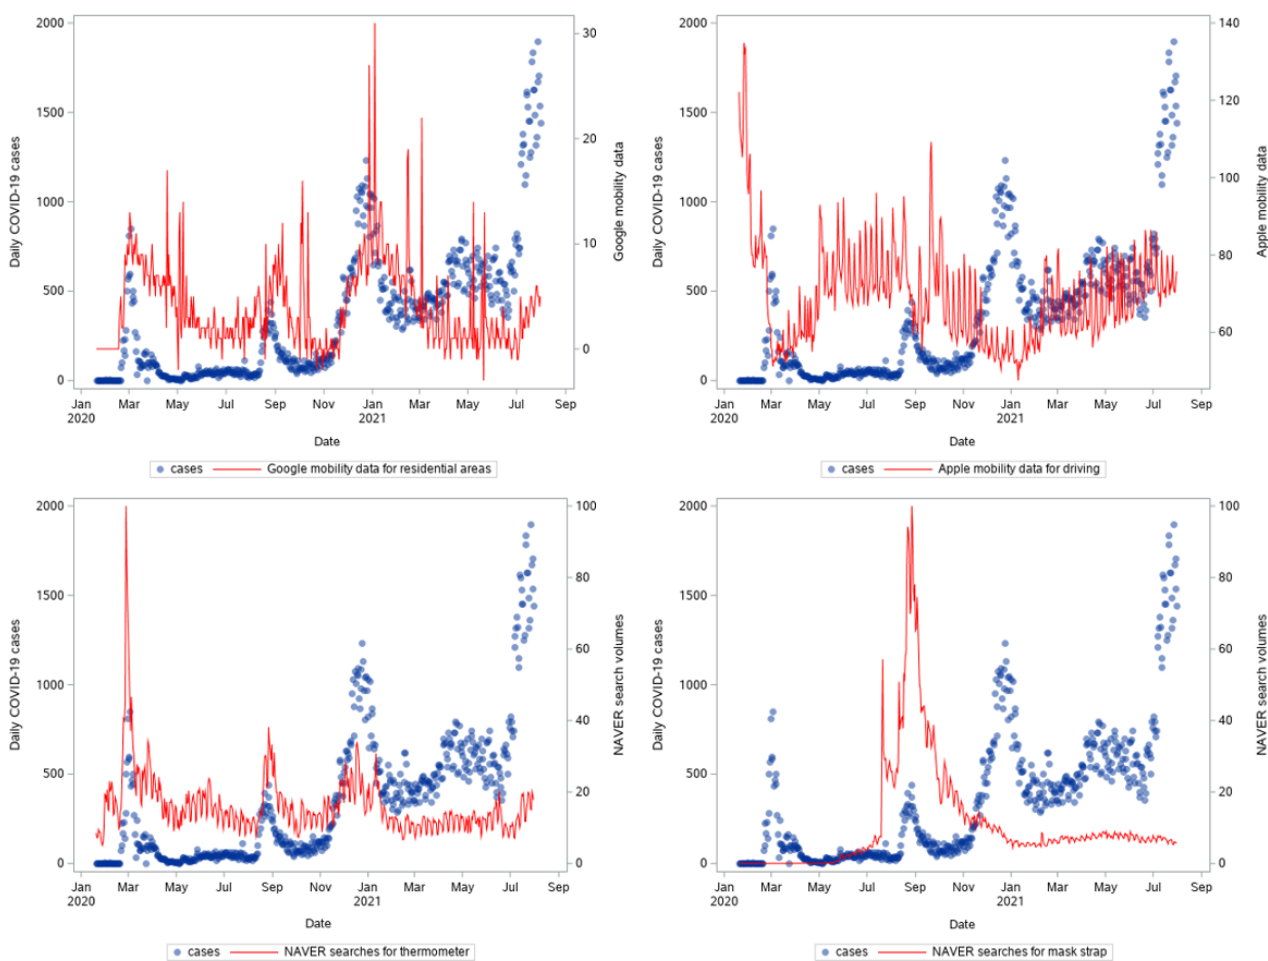 2000
1500
1000
500
0
Daily COVID-19 cases
30
20
10
0
Google mobility data
Jan Mar May Jul Sep Nov Jan Mar May Jul Sep
2020 2021
Date
cases Google mobility data for residential areas
2000
1500
1000
500
0
Daily COVID-19 cases
140
120
100
80
60
Apple mobility data
Jan Mar May Jul Sep Nov Jan Mar May Jul Sep
2020 2021
Date
cases Apple mobility data for driving
2000
1500
1000
500
0
Daily COVID-19 cases
100
80
60
40
20
0
NAVER search volumes
Jan Mar May Jul Sep Nov Jan Mar May Jul Sep
2020 2021
Date
cases NAVER searches for thermometer
2000
1500
1000
500
0
Daily COVID-19 cases
100
80
60
40
20
0
NAVER search volumes
Jan Mar May Jul Sep Nov Jan Mar May Jul Sep
2020 2021
Date
cases NAVER searches for mask strap